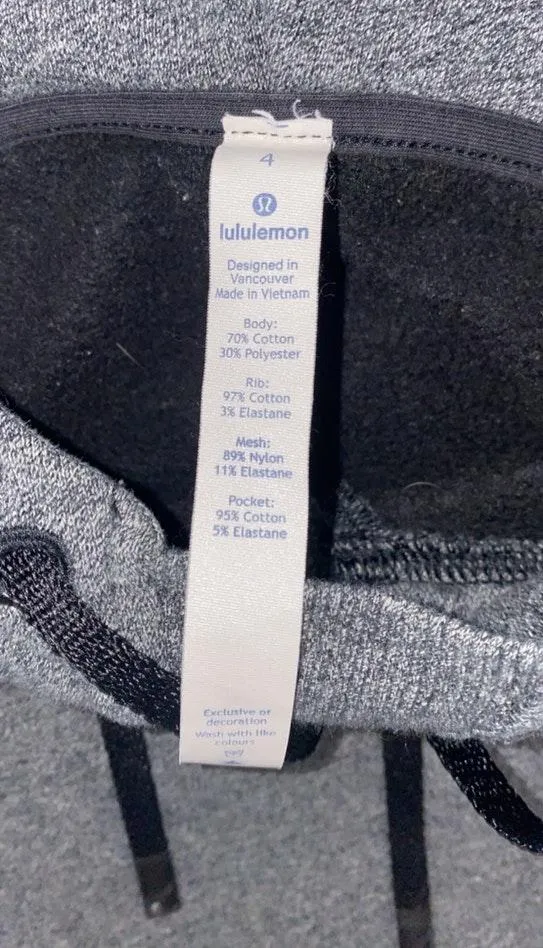 4
lululemon
Designed in
Vancouver
Made in Vietnam
Body:
70% Cotton
30% Polyester
Rib:
97% Cotton
3% Elastane
Mesh:
89% Nylon
11% Elastane
Pocket:
95% Cotton
5% Elastane
Exclusive of
decoration
Wash with like
colours